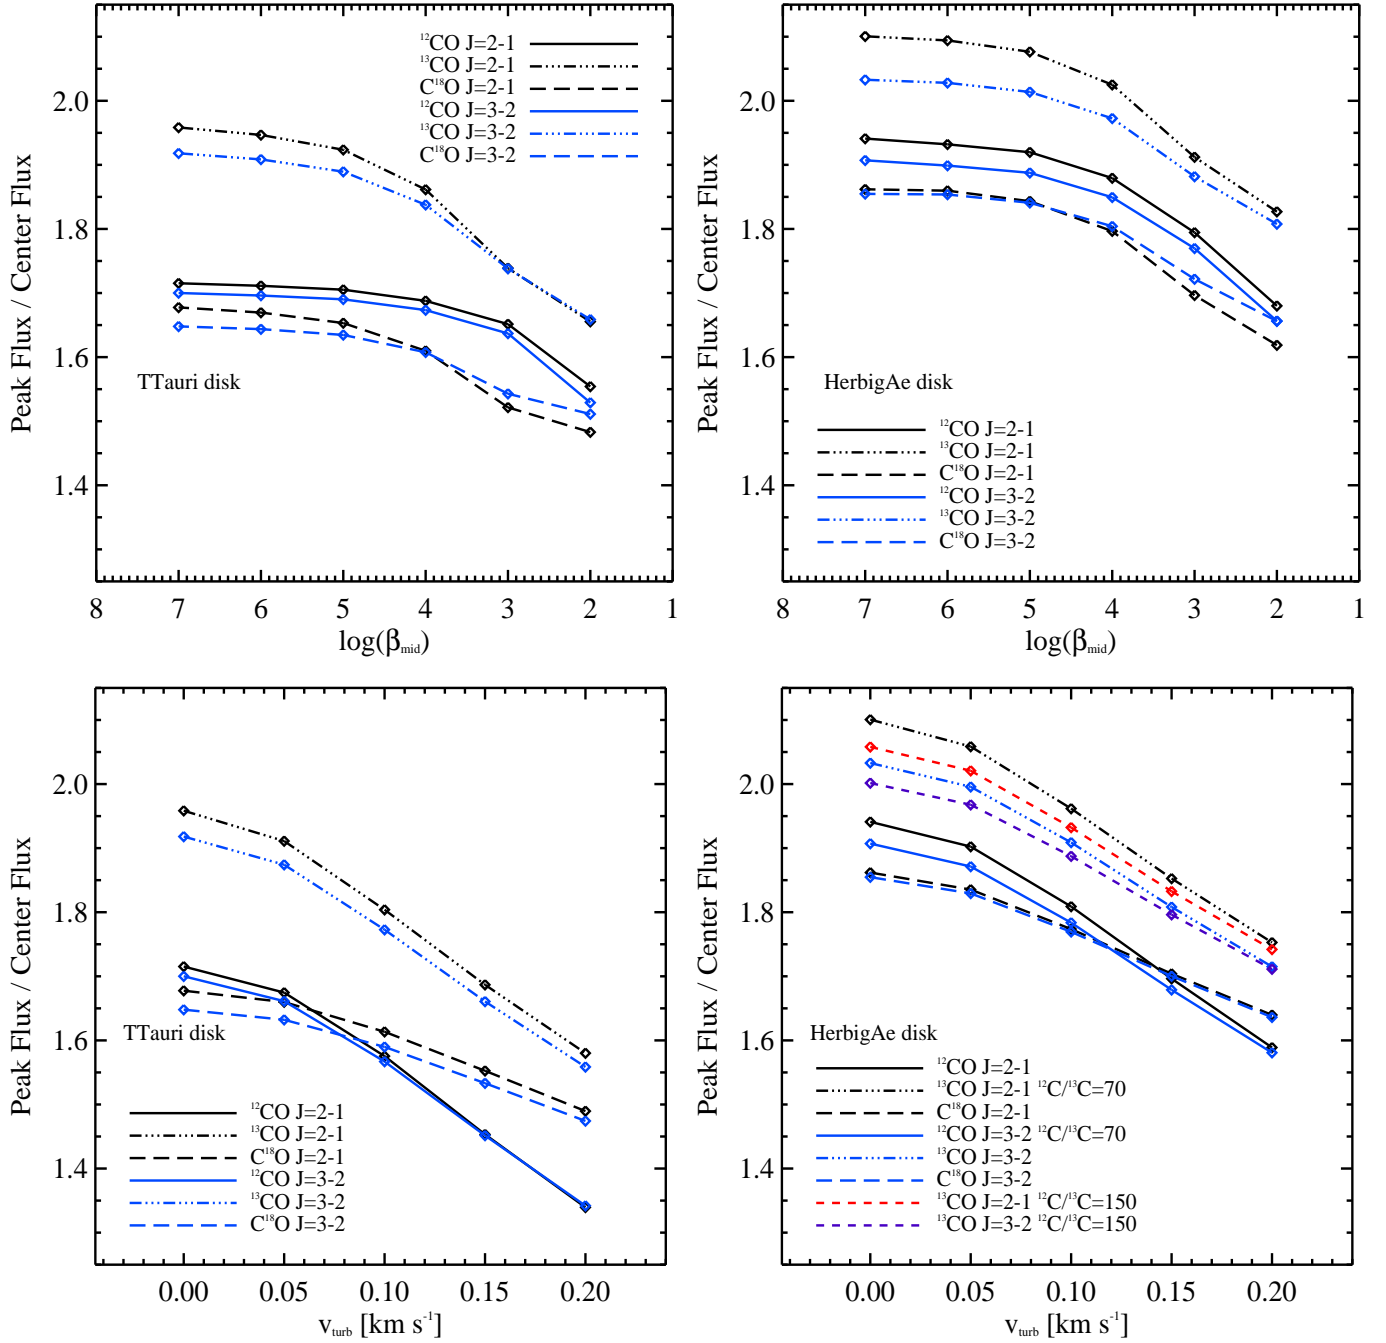 Peak Flux / Center Flux
2.0
1.8
1.6
1.4
¹²CO J=2-1
¹³CO J=2-1
C¹⁸O J=2-1
¹²CO J=3-2
¹³CO J=3-2
C¹⁸O J=3-2
TTauri disk
8 7 6 5 4 3 2 1
log(β_mid)
Peak Flux / Center Flux
2.0
1.8
1.6
1.4
HerbigAe disk
¹²CO J=2-1
¹³CO J=2-1
C¹⁸O J=2-1
¹²CO J=3-2
¹³CO J=3-2
C¹⁸O J=3-2
8 7 6 5 4 3 2 1
log(β_mid)
Peak Flux / Center Flux
2.0
1.8
1.6
1.4
TTauri disk
¹²CO J=2-1
¹³CO J=2-1
C¹⁸O J=2-1
¹²CO J=3-2
¹³CO J=3-2
C¹⁸O J=3-2
0.00 0.05 0.10 0.15 0.20
v_turb [km s⁻¹]
Peak Flux / Center Flux
2.0
1.8
1.6
1.4
HerbigAe disk
¹²CO J=2-1
¹³CO J=2-1 ¹²C/¹³C=70
C¹⁸O J=2-1
¹²CO J=3-2 ¹²C/¹³C=70
¹³CO J=3-2
C¹⁸O J=3-2
¹³CO J=2-1 ¹²C/¹³C=150
¹³CO J=3-2 ¹²C/¹³C=150
0.00 0.05 0.10 0.15 0.20
v_turb [km s⁻¹]